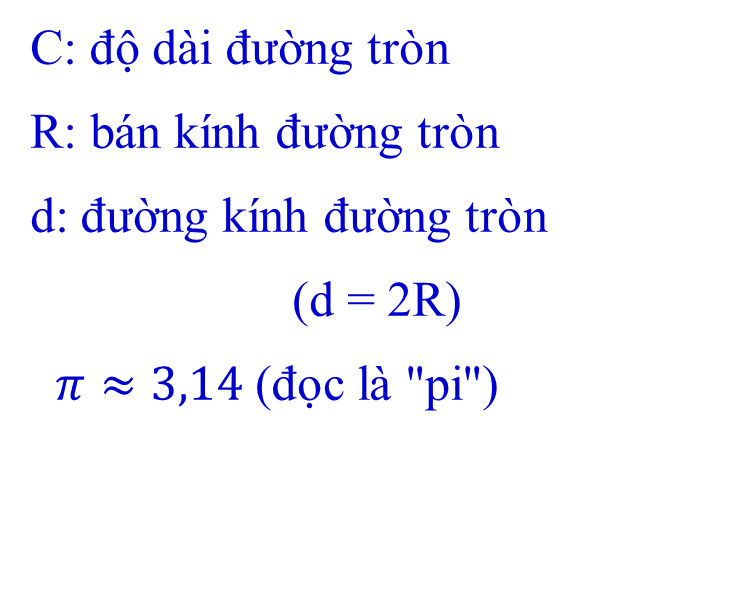 C: độ dài đường tròn
R: bán kính đường tròn
d: đường kính đường tròn
(d = 2R)
π ≈ 3,14 (đọc là "pi")